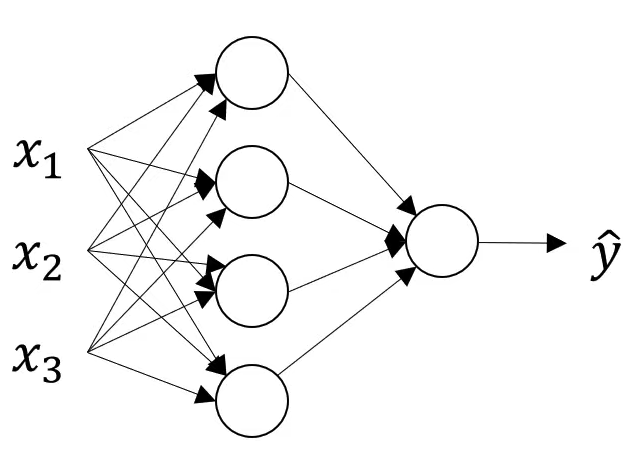 x₁
x₂
x₃
ŷ